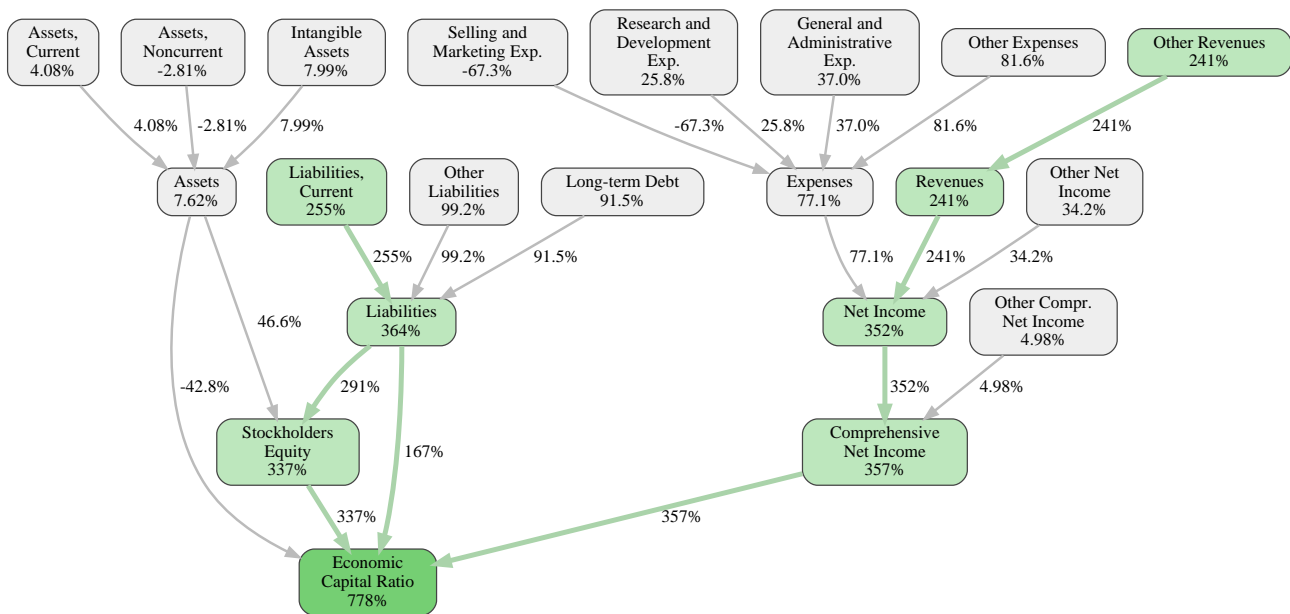 Assets,
Current
4.08%
Assets,
Noncurrent
-2.81%
Intangible
Assets
7.99%
Selling and
Marketing Exp.
-67.3%
Research and
Development
Exp.
25.8%
General and
Administrative
Exp.
37.0%
Other Expenses
81.6%
Other Revenues
241%
4.08%
-2.81%
7.99%
-67.3%
25.8%
37.0%
81.6%
241%
Assets
7.62%
Liabilities,
Current
255%
Other
Liabilities
99.2%
Long-term Debt
91.5%
Expenses
77.1%
Revenues
241%
Other Net
Income
34.2%
255%
99.2%
91.5%
77.1%
241%
34.2%
Liabilities
364%
Net Income
352%
Other Compr.
Net Income
4.98%
46.6%
-42.8%
291%
352%
4.98%
Stockholders
Equity
337%
167%
Comprehensive
Net Income
357%
337%
357%
Economic
Capital Ratio
778%